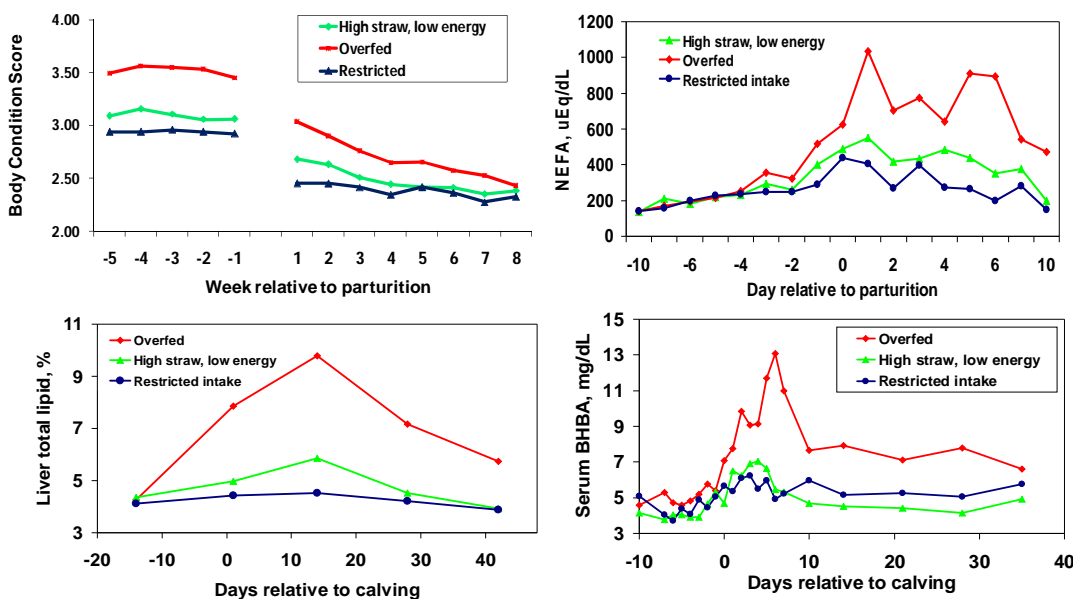 Body Condition Score
4.00
3.50
3.00
2.50
2.00
High straw, low energy
Overfed
Restricted
-5 -4 -3 -2 -1 1 2 3 4 5 6 7 8
Week relative to parturition
NEFA, uEq/dL
1200
1000
800
600
400
200
0
High straw, low energy
Overfed
Restricted intake
-10 -6 -4 -2 0 2 4 6 10
Day relative to parturition
Liver total lipid, %
11
9
7
5
3
Overfed
High straw, low energy
Restricted intake
-20 -10 0 10 20 30 40
Days relative to calving
Serum BHBA, mg/dL
15
13
11
9
7
5
3
Overfed
High straw, low energy
Restricted intake
-10 0 10 20 30 40
Days relative to calving